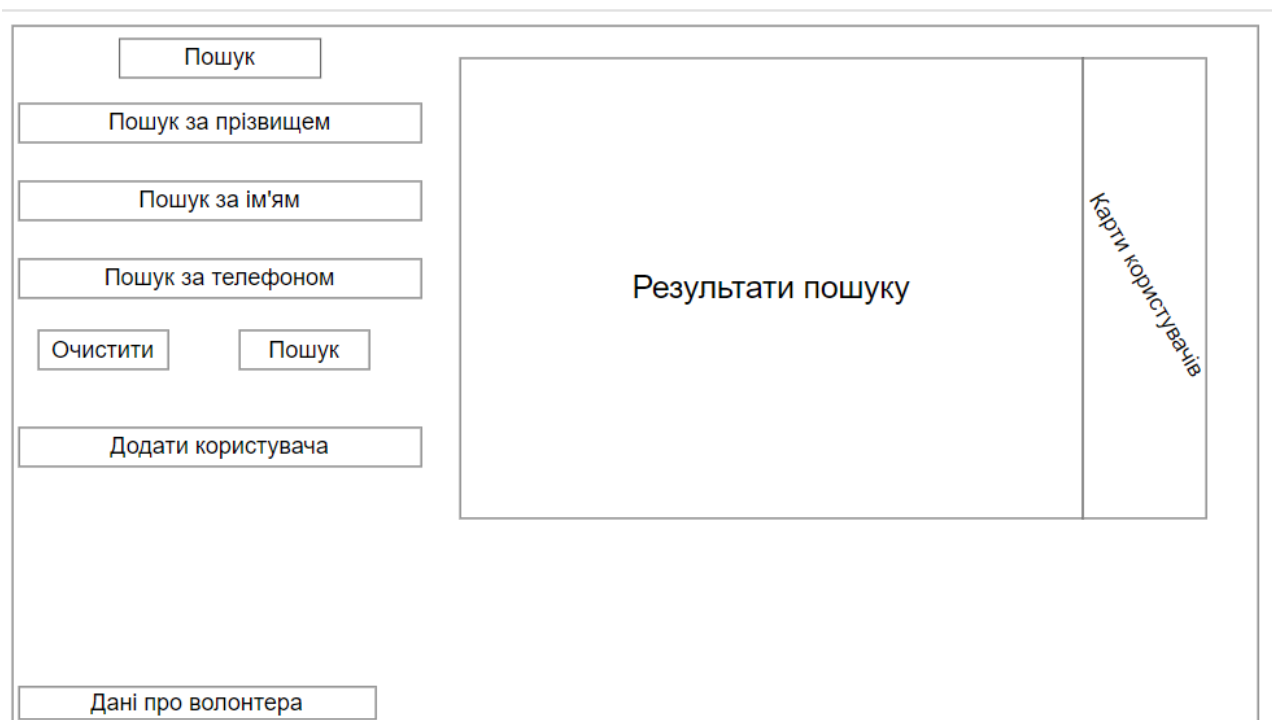 Пошук
Пошук за прізвищем
Пошук за ім'ям
Пошук за телефоном
Очистити
Пошук
Додати користувача
Дані про волонтера
Результати пошуку
Карти користувачів